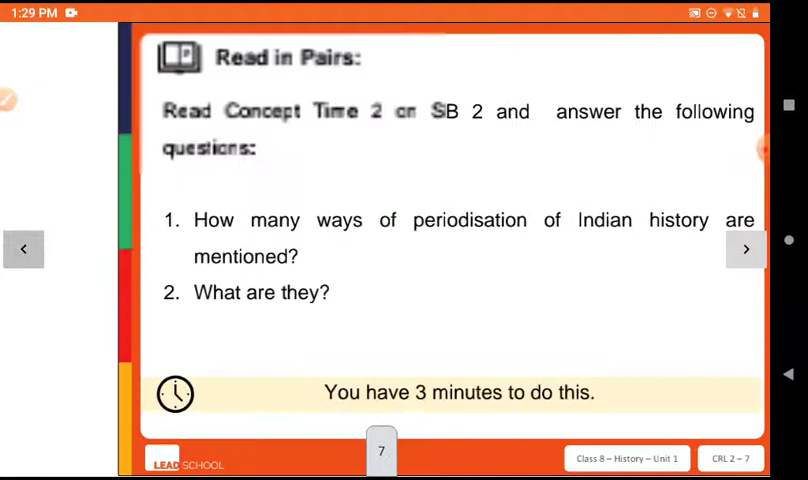 1:29 PM
Read in Pairs:
Read Concept Time 2 on SB 2 and answer the following
questions:
1. How many ways of periodisation of Indian history are
mentioned?
2. What are they?
You have 3 minutes to do this.
7
LEAD SCHOOL
Class 8 – History – Unit 1
CRL 2 – 7